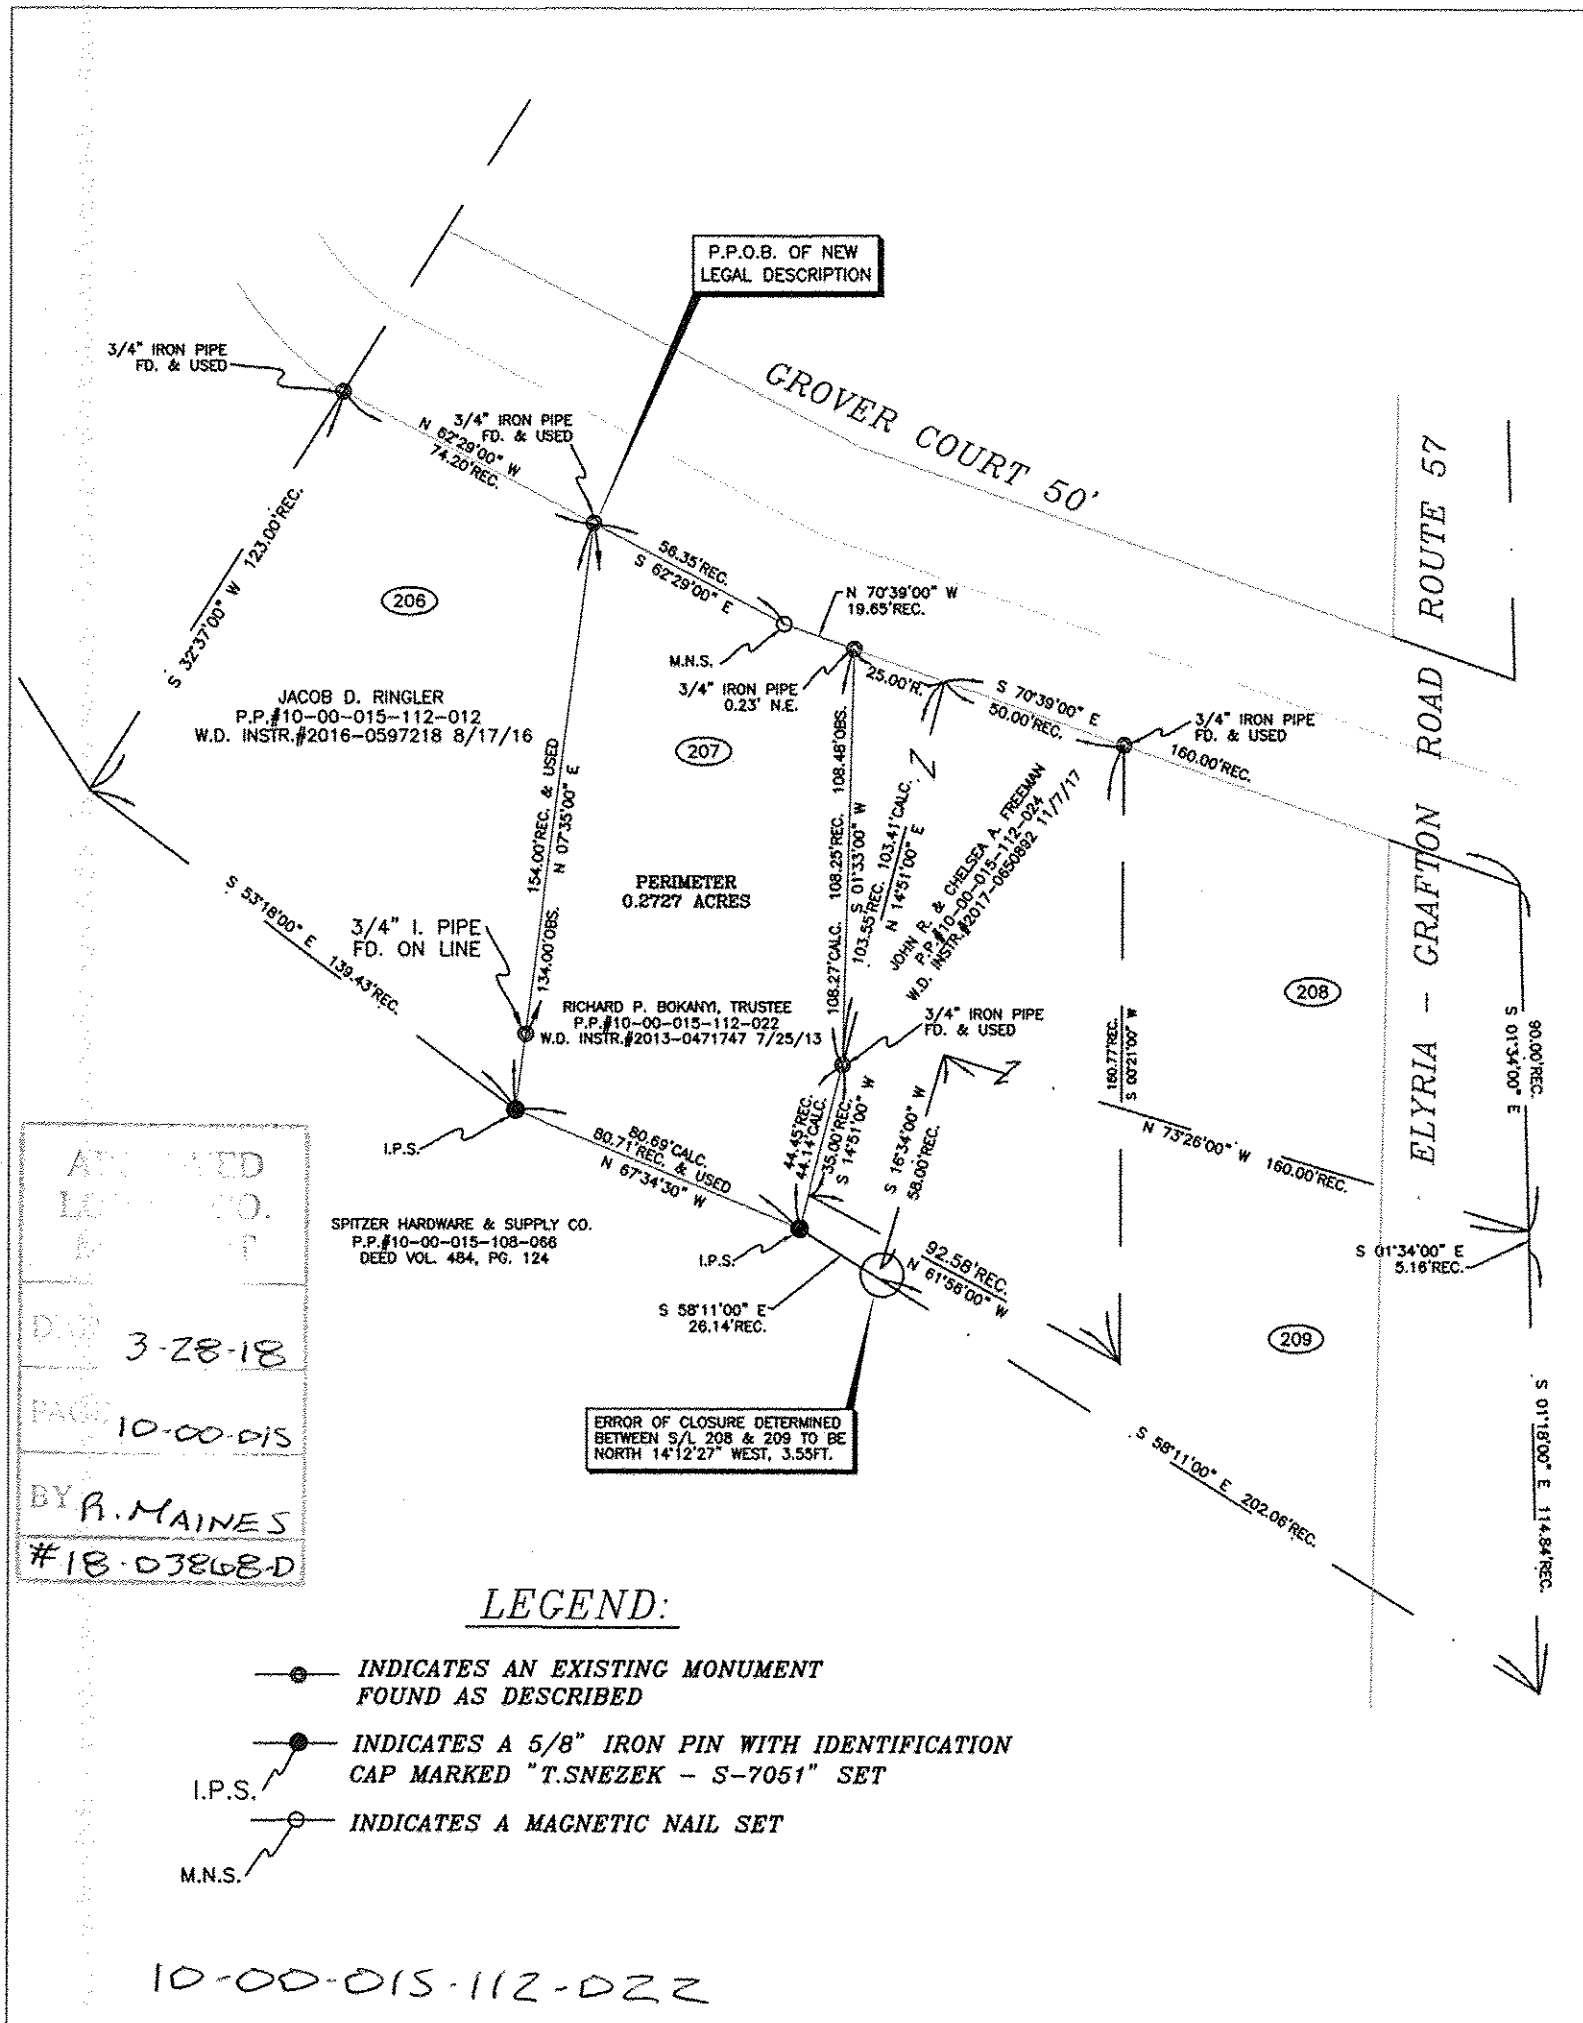 P.P.O.B. OF NEW
LEGAL DESCRIPTION
3/4" IRON PIPE
FD. & USED
GROVER COURT 50'
3/4" IRON PIPE
FD. & USED
N 62°29'00" W
74.20'REC.
ELYRIA - GRAFTON ROAD ROUTE 57
S 32°37'00" W 123.00'REC.
56.35'REC.
S 62°29'00" E
206
N 70°39'00" W
19.65'REC.
M.N.S.
3/4" IRON PIPE
0.23' N.E.
25.00'R.
S 70°39'00" E
50.00'REC.
3/4" IRON PIPE
FD. & USED
160.00'REC.
JACOB D. RINGLER
P.P.#10-00-015-112-012
W.D. INSTR.#2016-0597218 8/17/16
207
154.00'REC. & USED
N 07°35'00" E
134.00'OBS.
108.27'CALC. 108.25'REC. 108.48'OBS.
S 01°33'00" W
103.55'REC. 103.41'CALC.
N 14°51'00" E
Z
JOHN R. & CHELSEA A. FREEMAN
P.P.#10-00-015-112-024
W.D. INSTR.#2017-0650892 11/7/17
PERIMETER
0.2727 ACRES
S 53°18'00" E 139.43'REC.
3/4" I. PIPE
FD. ON LINE
208
RICHARD P. BOKANYI, TRUSTEE
P.P.#10-00-015-112-022
W.D. INSTR.#2013-0471747 7/25/13
3/4" IRON PIPE
FD. & USED
160.77'REC.
S 00°21'00" W
90.00'REC.
S 01°34'00" E
Z
I.P.S.
80.69'CALC.
80.71'REC. & USED
N 67°34'30" W
44.45'REC.
44.14'CALC.
35.00'REC.
S 14°51'00" W
S 16°34'00" W
58.00'REC.
N 73°26'00" W 160.00'REC.
SPITZER HARDWARE & SUPPLY CO.
P.P.#10-00-015-108-066
DEED VOL. 484, PG. 124
I.P.S.
92.58'REC.
N 61°56'00" W
S 01°34'00" E
5.16'REC.
S 58°11'00" E
26.14'REC.
209
ERROR OF CLOSURE DETERMINED
BETWEEN S/L 208 & 209 TO BE
NORTH 14°12'27" WEST, 3.55FT.
S 58°11'00" E 202.06'REC.
S 01°18'00" E 114.84'REC.
3-28-18
PAGE 10-00-015
BY R. MAINES
#18-03868-D
LEGEND:
INDICATES AN EXISTING MONUMENT
FOUND AS DESCRIBED
INDICATES A 5/8" IRON PIN WITH IDENTIFICATION
CAP MARKED "T.SNEZEK - S-7051" SET
I.P.S.
INDICATES A MAGNETIC NAIL SET
M.N.S.
10-00-015-112-022